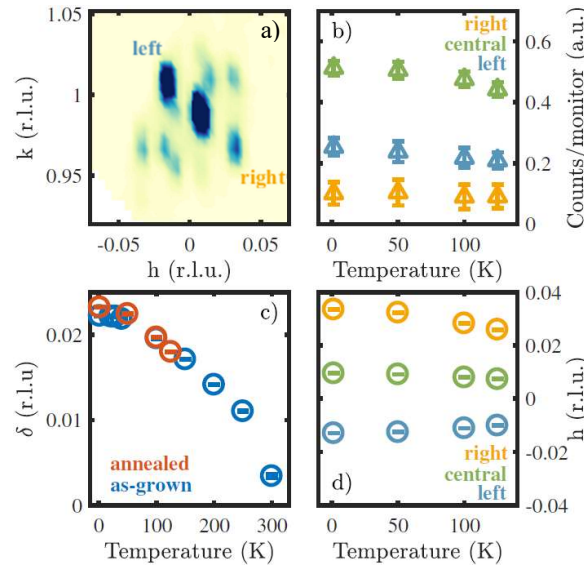 a)
left
right
k (r.l.u.)
1.05
1
0.95
-0.05
0
0.05
h (r.l.u.)
b)
right
central
left
0.6
0.4
0.2
0
Counts/monitor (a.u.)
0
50
100
Temperature (K)
c)
δ (r.l.u)
0.02
0.01
0
annealed
as-grown
0
100
200
300
Temperature (K)
d)
0.04
0.02
0
-0.02
-0.04
h (r.l.u)
right
central
left
0
50
100
Temperature (K)